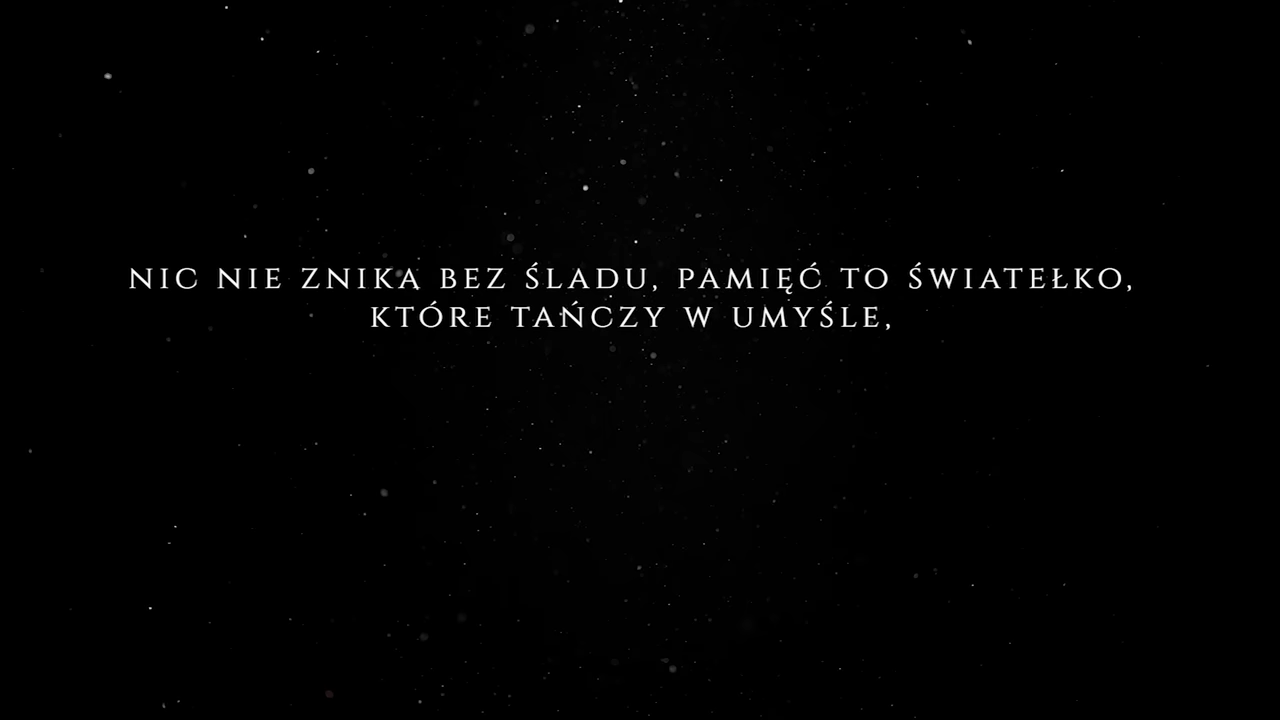 NIC NIE ZNIKA BEZ ŚLADU, PAMIĘĆ TO ŚWIATEŁKO,
KTÓRE TAŃCZY W UMYŚLE,